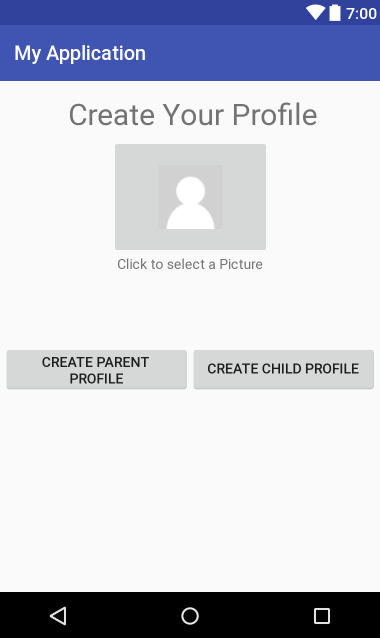 7:00
My Application
Create Your Profile
Click to select a Picture
CREATE PARENT
PROFILE
CREATE CHILD PROFILE